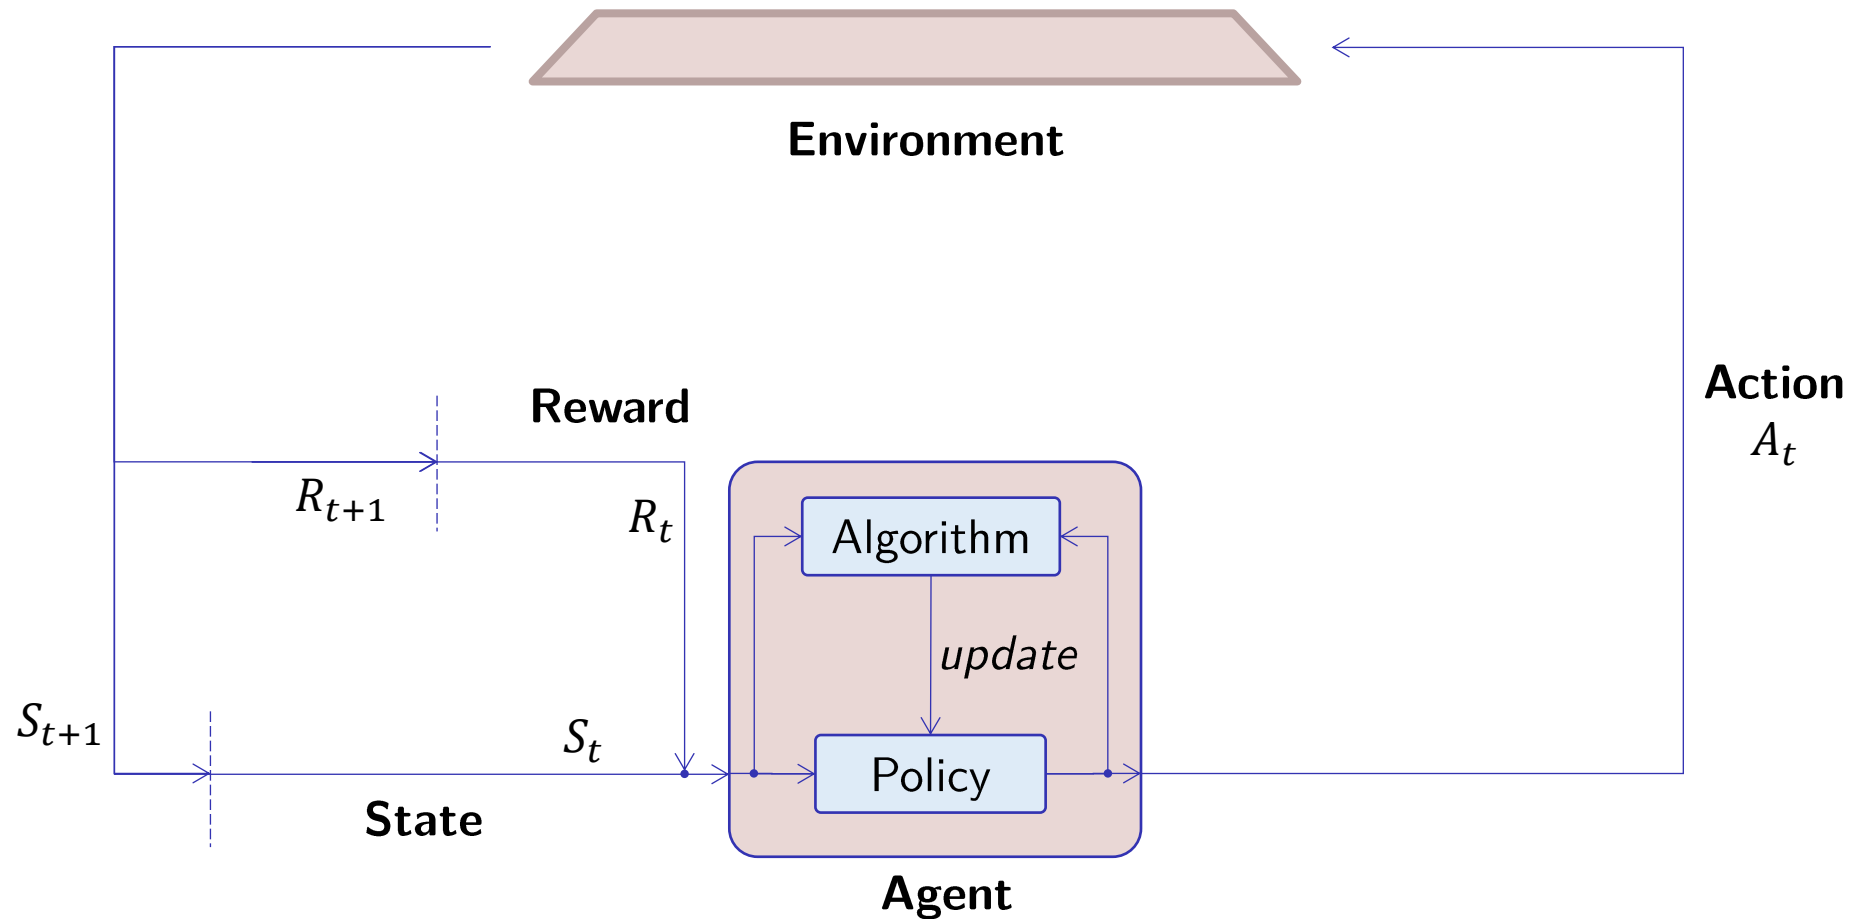 Environment
Action
A_t
Reward
R_{t+1}
R_t
Algorithm
update
S_{t+1}
S_t
Policy
State
Agent